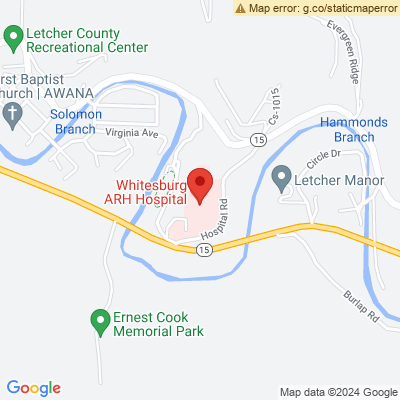 Map error: g.co/staticmaperror
Letcher County
Recreational Center
Evergreen Ridge
rst Baptist
hurch | AWANA
Solomon
Branch
Virginia Ave
Cs-1015
15
Hammonds
Branch
Circle Dr
Letcher Manor
Whitesburg
ARH Hospital
Hospital Rd
15
Burlap Rd
Ernest Cook
Memorial Park
Google
Map data ©2024 Google